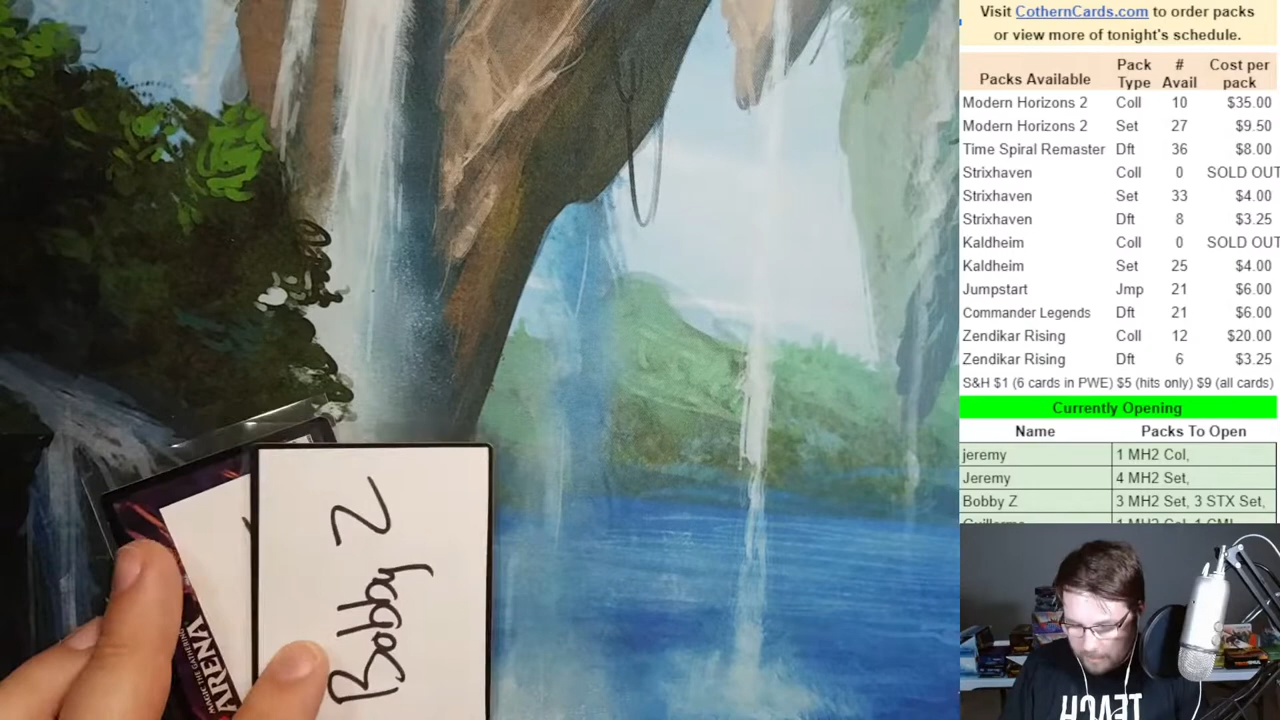 Visit CothernCards.com to order packs
or view more of tonight's schedule.
Packs Available Pack Type # Avail Cost per pack
Modern Horizons 2 Coll 10 $35.00
Modern Horizons 2 Set 27 $9.50
Time Spiral Remaster Dft 36 $8.00
Strixhaven Coll 0 SOLD OUT
Strixhaven Set 33 $4.00
Strixhaven Dft 8 $3.25
Kaldheim Coll 0 SOLD OUT
Kaldheim Set 25 $4.00
Jumpstart Jmp 21 $6.00
Commander Legends Dft 21 $6.00
Zendikar Rising Coll 12 $20.00
Zendikar Rising Dft 6 $3.25
S&H $1 (6 cards in PWE) $5 (hits only) $9 (all cards)
Currently Opening
Name Packs To Open
jeremy 1 MH2 Col,
Jeremy 4 MH2 Set,
Bobby Z 3 MH2 Set, 3 STX Set,
Bobby Z
MAGIC THE GATHERING
ARENA